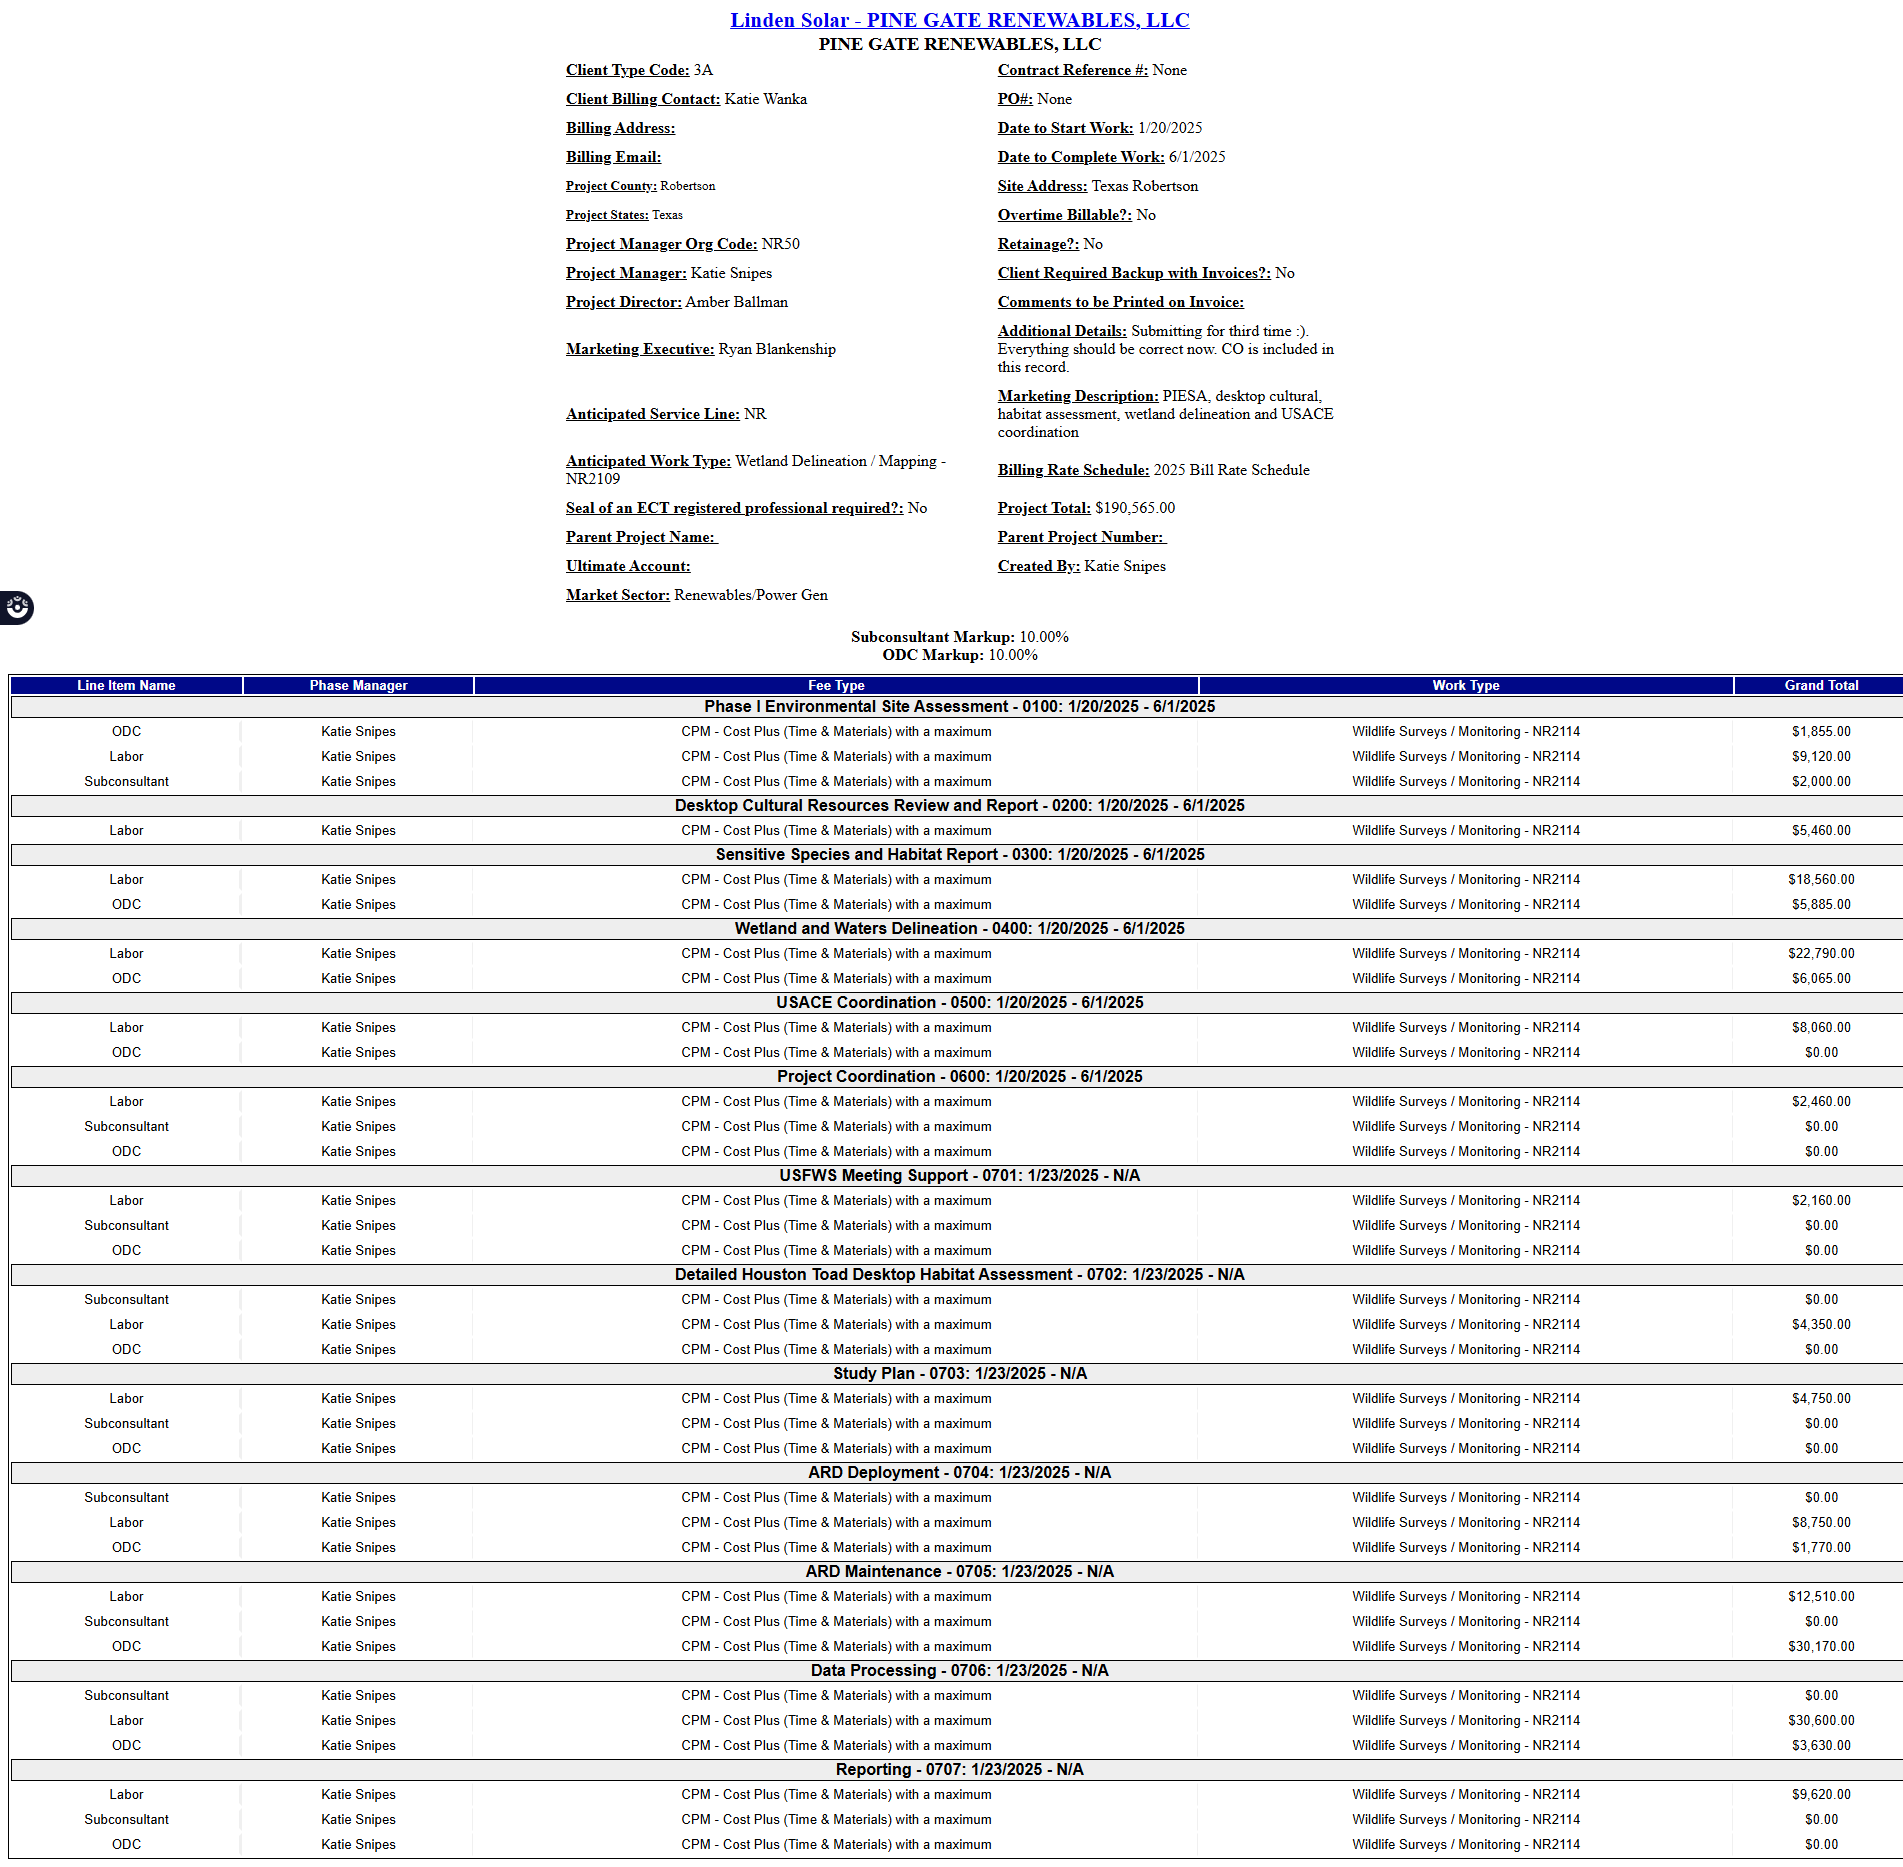 Linden Solar - PINE GATE RENEWABLES, LLC
PINE GATE RENEWABLES, LLC
Client Type Code: 3A
Contract Reference #: None
Client Billing Contact: Katie Wanka
PO#: None
Billing Address:
Date to Start Work: 1/20/2025
Billing Email:
Date to Complete Work: 6/1/2025
Project County: Robertson
Site Address: Texas Robertson
Project States: Texas
Overtime Billable?: No
Project Manager Org Code: NR50
Retainage?: No
Project Manager: Katie Snipes
Client Required Backup with Invoices?: No
Project Director: Amber Ballman
Comments to be Printed on Invoice:
Marketing Executive: Ryan Blankenship
Additional Details: Submitting for third time :).
Everything should be correct now. CO is included in
this record.
Anticipated Service Line: NR
Marketing Description: PIESA, desktop cultural,
habitat assessment, wetland delineation and USACE
coordination
Anticipated Work Type: Wetland Delineation / Mapping -
NR2109
Billing Rate Schedule: 2025 Bill Rate Schedule
Seal of an ECT registered professional required?: No
Project Total: $190,565.00
Parent Project Name:
Parent Project Number:
Ultimate Account:
Created By: Katie Snipes
Market Sector: Renewables/Power Gen
Subconsultant Markup: 10.00%
ODC Markup: 10.00%
Line Item Name Phase Manager Fee Type Work Type Grand Total
Phase I Environmental Site Assessment - 0100: 1/20/2025 - 6/1/2025
ODC Katie Snipes CPM - Cost Plus (Time & Materials) with a maximum Wildlife Surveys / Monitoring - NR2114 $1,855.00
Labor Katie Snipes CPM - Cost Plus (Time & Materials) with a maximum Wildlife Surveys / Monitoring - NR2114 $9,120.00
Subconsultant Katie Snipes CPM - Cost Plus (Time & Materials) with a maximum Wildlife Surveys / Monitoring - NR2114 $2,000.00
Desktop Cultural Resources Review and Report - 0200: 1/20/2025 - 6/1/2025
Labor Katie Snipes CPM - Cost Plus (Time & Materials) with a maximum Wildlife Surveys / Monitoring - NR2114 $5,460.00
Sensitive Species and Habitat Report - 0300: 1/20/2025 - 6/1/2025
Labor Katie Snipes CPM - Cost Plus (Time & Materials) with a maximum Wildlife Surveys / Monitoring - NR2114 $18,560.00
ODC Katie Snipes CPM - Cost Plus (Time & Materials) with a maximum Wildlife Surveys / Monitoring - NR2114 $5,885.00
Wetland and Waters Delineation - 0400: 1/20/2025 - 6/1/2025
Labor Katie Snipes CPM - Cost Plus (Time & Materials) with a maximum Wildlife Surveys / Monitoring - NR2114 $22,790.00
ODC Katie Snipes CPM - Cost Plus (Time & Materials) with a maximum Wildlife Surveys / Monitoring - NR2114 $6,065.00
USACE Coordination - 0500: 1/20/2025 - 6/1/2025
Labor Katie Snipes CPM - Cost Plus (Time & Materials) with a maximum Wildlife Surveys / Monitoring - NR2114 $8,060.00
ODC Katie Snipes CPM - Cost Plus (Time & Materials) with a maximum Wildlife Surveys / Monitoring - NR2114 $0.00
Project Coordination - 0600: 1/20/2025 - 6/1/2025
Labor Katie Snipes CPM - Cost Plus (Time & Materials) with a maximum Wildlife Surveys / Monitoring - NR2114 $2,460.00
Subconsultant Katie Snipes CPM - Cost Plus (Time & Materials) with a maximum Wildlife Surveys / Monitoring - NR2114 $0.00
ODC Katie Snipes CPM - Cost Plus (Time & Materials) with a maximum Wildlife Surveys / Monitoring - NR2114 $0.00
USFWS Meeting Support - 0701: 1/23/2025 - N/A
Labor Katie Snipes CPM - Cost Plus (Time & Materials) with a maximum Wildlife Surveys / Monitoring - NR2114 $2,160.00
Subconsultant Katie Snipes CPM - Cost Plus (Time & Materials) with a maximum Wildlife Surveys / Monitoring - NR2114 $0.00
ODC Katie Snipes CPM - Cost Plus (Time & Materials) with a maximum Wildlife Surveys / Monitoring - NR2114 $0.00
Detailed Houston Toad Desktop Habitat Assessment - 0702: 1/23/2025 - N/A
Subconsultant Katie Snipes CPM - Cost Plus (Time & Materials) with a maximum Wildlife Surveys / Monitoring - NR2114 $0.00
Labor Katie Snipes CPM - Cost Plus (Time & Materials) with a maximum Wildlife Surveys / Monitoring - NR2114 $4,350.00
ODC Katie Snipes CPM - Cost Plus (Time & Materials) with a maximum Wildlife Surveys / Monitoring - NR2114 $0.00
Study Plan - 0703: 1/23/2025 - N/A
Labor Katie Snipes CPM - Cost Plus (Time & Materials) with a maximum Wildlife Surveys / Monitoring - NR2114 $4,750.00
Subconsultant Katie Snipes CPM - Cost Plus (Time & Materials) with a maximum Wildlife Surveys / Monitoring - NR2114 $0.00
ODC Katie Snipes CPM - Cost Plus (Time & Materials) with a maximum Wildlife Surveys / Monitoring - NR2114 $0.00
ARD Deployment - 0704: 1/23/2025 - N/A
Subconsultant Katie Snipes CPM - Cost Plus (Time & Materials) with a maximum Wildlife Surveys / Monitoring - NR2114 $0.00
Labor Katie Snipes CPM - Cost Plus (Time & Materials) with a maximum Wildlife Surveys / Monitoring - NR2114 $8,750.00
ODC Katie Snipes CPM - Cost Plus (Time & Materials) with a maximum Wildlife Surveys / Monitoring - NR2114 $1,770.00
ARD Maintenance - 0705: 1/23/2025 - N/A
Labor Katie Snipes CPM - Cost Plus (Time & Materials) with a maximum Wildlife Surveys / Monitoring - NR2114 $12,510.00
Subconsultant Katie Snipes CPM - Cost Plus (Time & Materials) with a maximum Wildlife Surveys / Monitoring - NR2114 $0.00
ODC Katie Snipes CPM - Cost Plus (Time & Materials) with a maximum Wildlife Surveys / Monitoring - NR2114 $30,170.00
Data Processing - 0706: 1/23/2025 - N/A
Subconsultant Katie Snipes CPM - Cost Plus (Time & Materials) with a maximum Wildlife Surveys / Monitoring - NR2114 $0.00
Labor Katie Snipes CPM - Cost Plus (Time & Materials) with a maximum Wildlife Surveys / Monitoring - NR2114 $30,600.00
ODC Katie Snipes CPM - Cost Plus (Time & Materials) with a maximum Wildlife Surveys / Monitoring - NR2114 $3,630.00
Reporting - 0707: 1/23/2025 - N/A
Labor Katie Snipes CPM - Cost Plus (Time & Materials) with a maximum Wildlife Surveys / Monitoring - NR2114 $9,620.00
Subconsultant Katie Snipes CPM - Cost Plus (Time & Materials) with a maximum Wildlife Surveys / Monitoring - NR2114 $0.00
ODC Katie Snipes CPM - Cost Plus (Time & Materials) with a maximum Wildlife Surveys / Monitoring - NR2114 $0.00